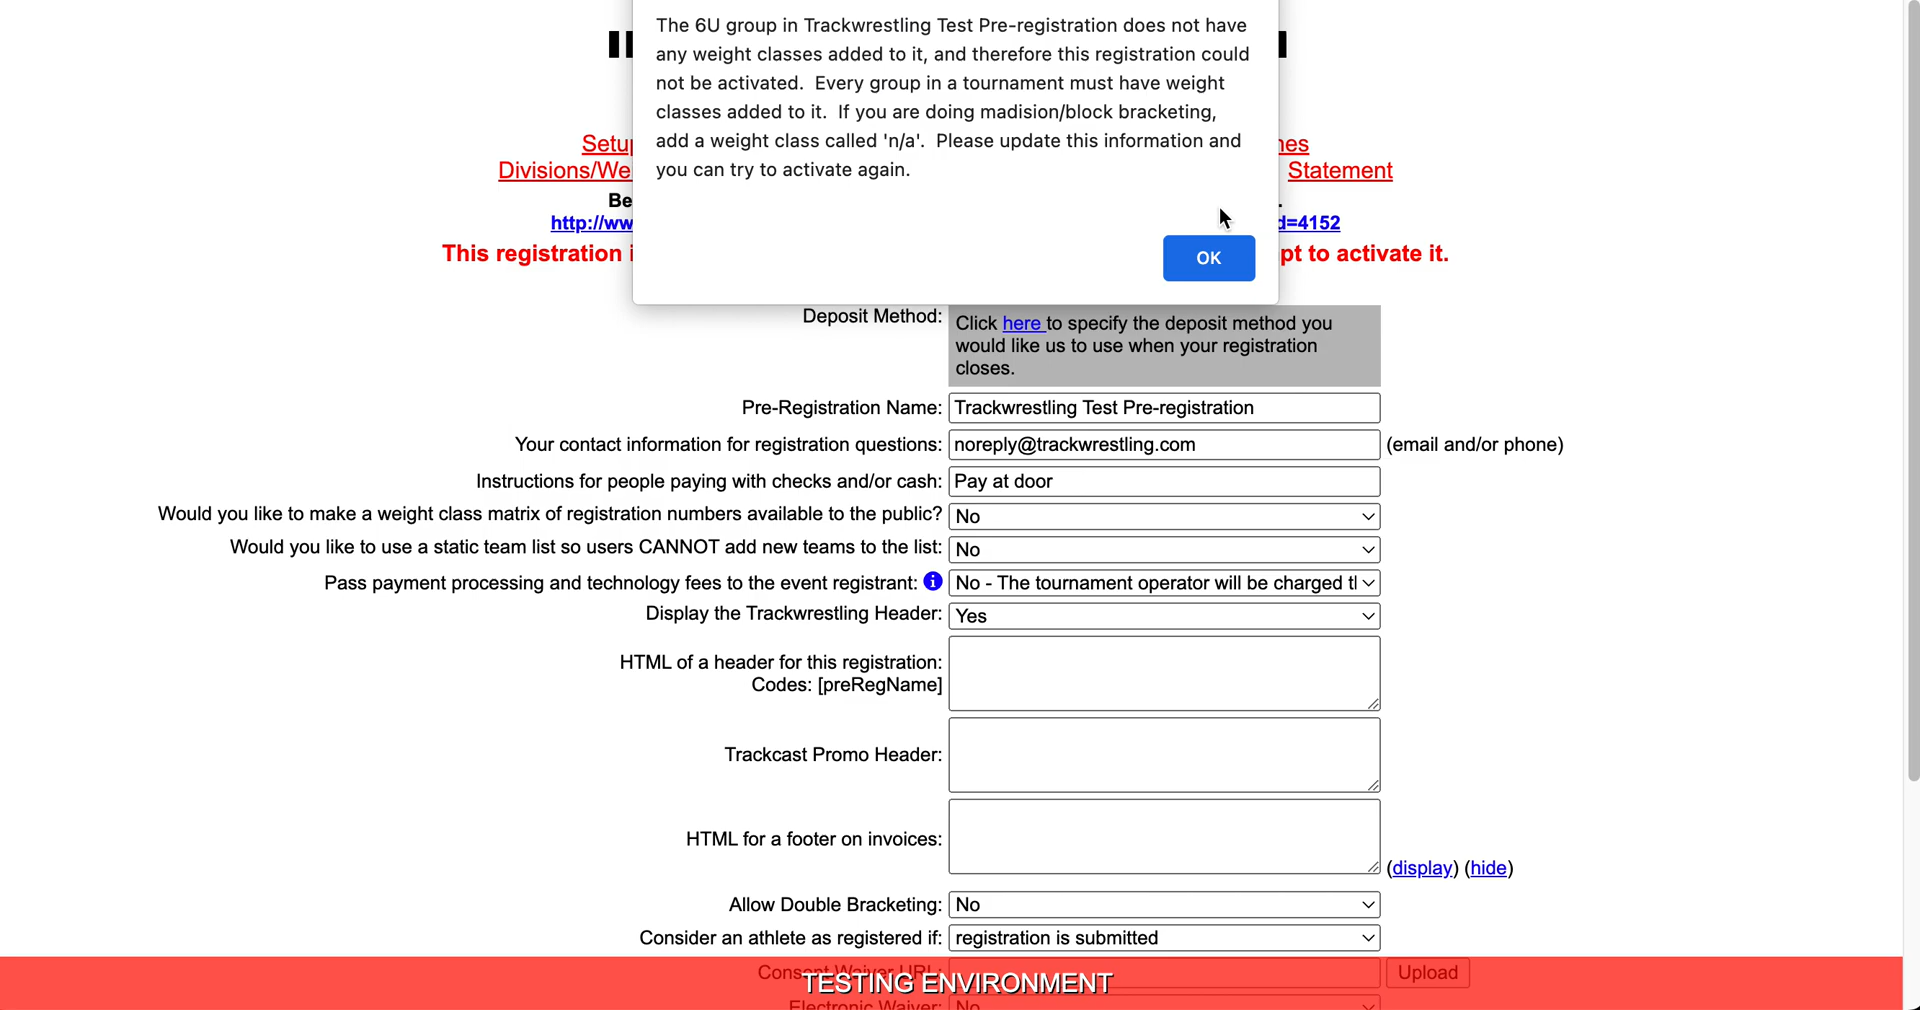 The 6U group in Trackwrestling Test Pre-registration does not have
any weight classes added to it, and therefore this registration could
not be activated.  Every group in a tournament must have weight
classes added to it.  If you are doing madision/block bracketing,
add a weight class called 'n/a'.  Please update this information and
you can try to activate again.
OK
Statement
Divisions/We
Be
http://ww d=4152
This registration pt to activate it.
Deposit Method: Click here to specify the deposit method you
would like us to use when your registration
closes.
Pre-Registration Name: Trackwrestling Test Pre-registration
Your contact information for registration questions: noreply@trackwrestling.com (email and/or phone)
Instructions for people paying with checks and/or cash: Pay at door
Would you like to make a weight class matrix of registration numbers available to the public? No
Would you like to use a static team list so users CANNOT add new teams to the list: No
Pass payment processing and technology fees to the event registrant: No - The tournament operator will be charged
Display the Trackwrestling Header: Yes
HTML of a header for this registration:
Codes: [preRegName]
Trackcast Promo Header:
HTML for a footer on invoices:
(display) (hide)
Allow Double Bracketing: No
Consider an athlete as registered if: registration is submitted
Consent Waiver URL: Upload
TESTING ENVIRONMENT
Electronic Waiver: No